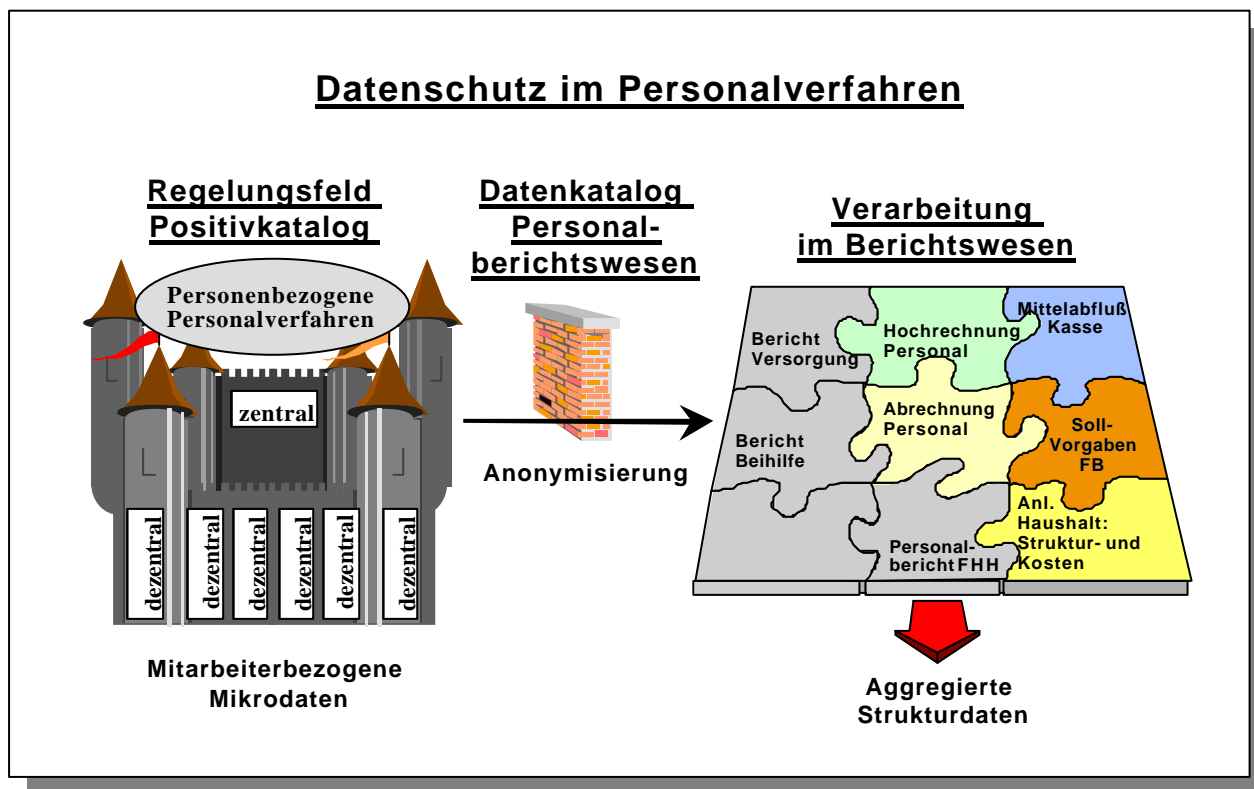 Datenschutz im Personalverfahren
Regelungsfeld
Positivkatalog
Personenbezogene
Personalverfahren
zentral
dezentral
dezentral
dezentral
dezentral
dezentral
dezentral
Mitarbeiterbezogene
Mikrodaten
Datenkatalog
Personal-
berichtswesen
Anonymisierung
Verarbeitung
im Berichtswesen
Bericht
Versorgung
Hochrechnung
Personal
Mittelabfluß
Kasse
Bericht
Beihilfe
Abrechnung
Personal
Soll-
Vorgaben
FB
Personal-
bericht FHH
Anl.
Haushalt:
Struktur- und
Kosten
Aggregierte
Strukturdaten